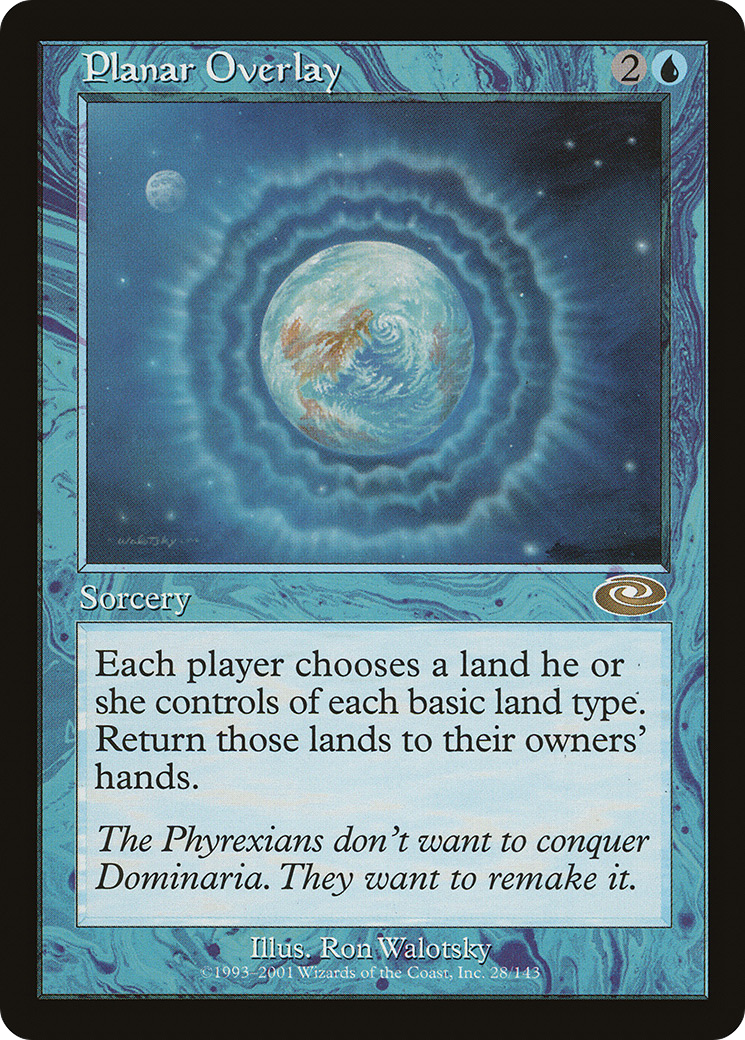 Planar Overlay
2
Walotsky
Sorcery
Each player chooses a land he or
she controls of each basic land type.
Return those lands to their owners’
hands.
The Phyrexians don’t want to conquer
Dominaria. They want to remake it.
Illus. Ron Walotsky
©1993–2001 Wizards of the Coast, Inc. 28/143